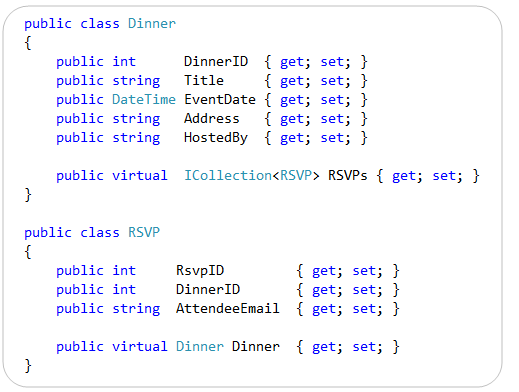 public class Dinner
{
    public int      DinnerID  { get; set; }
    public string   Title     { get; set; }
    public DateTime EventDate { get; set; }
    public string   Address   { get; set; }
    public string   HostedBy  { get; set; }

    public virtual  ICollection<RSVP> RSVPs { get; set; }
}

public class RSVP
{
    public int     RsvpID         { get; set; }
    public int     DinnerID       { get; set; }
    public string  AttendeeEmail  { get; set; }

    public virtual Dinner Dinner  { get; set; }
}